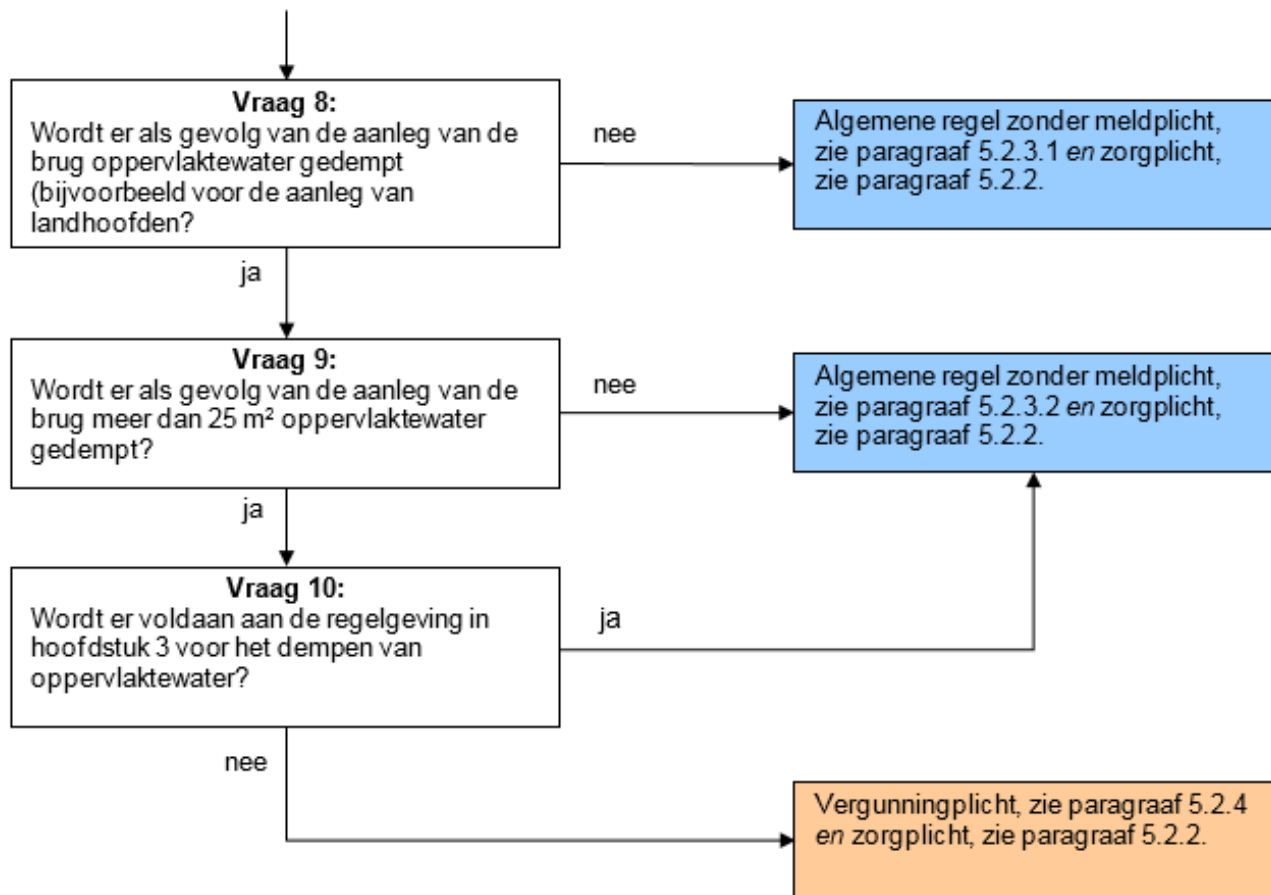 Vraag 8:
Wordt er als gevolg van de aanleg van de
brug oppervlaktewater gedempt
(bijvoorbeeld voor de aanleg van
landhoofden?
nee
Algemene regel zonder meldplicht,
zie paragraaf 5.2.3.1 en zorgplicht,
zie paragraaf 5.2.2.
ja
Vraag 9:
Wordt er als gevolg van de aanleg van de
brug meer dan 25 m² oppervlaktewater
gedempt?
nee
Algemene regel zonder meldplicht,
zie paragraaf 5.2.3.2 en zorgplicht,
zie paragraaf 5.2.2.
ja
Vraag 10:
Wordt er voldaan aan de regelgeving in
hoofdstuk 3 voor het dempen van
oppervlaktewater?
ja
nee
Vergunningplicht, zie paragraaf 5.2.4
en zorgplicht, zie paragraaf 5.2.2.